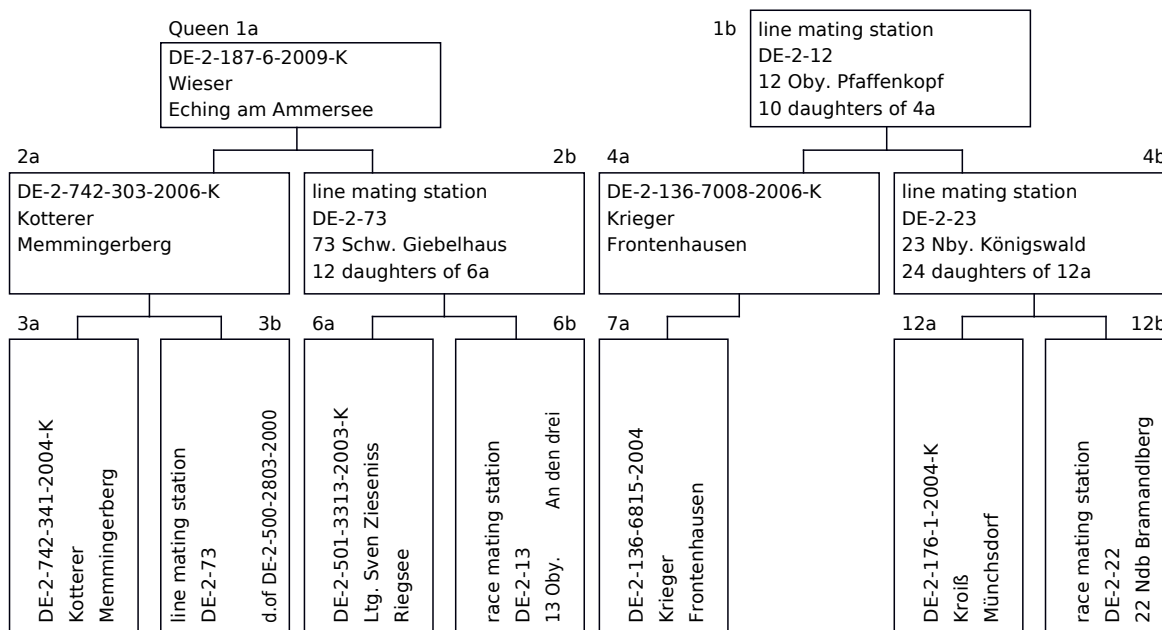 Queen 1a
DE-2-187-6-2009-K
Wieser
Eching am Ammersee
1b
line mating station
DE-2-12
12 Oby. Pfaffenkopf
10 daughters of 4a
2a
DE-2-742-303-2006-K
Kotterer
Memmingerberg
2b
line mating station
DE-2-73
73 Schw. Giebelhaus
12 daughters of 6a
4a
DE-2-136-7008-2006-K
Krieger
Frontenhausen
4b
line mating station
DE-2-23
23 Nby. Königswald
24 daughters of 12a
3a
DE-2-742-341-2004-K
Kotterer
Memmingerberg
3b
line mating station
DE-2-73
d.of DE-2-500-2803-2000
6a
DE-2-501-3313-2003-K
Ltg. Sven Zieseniss
Riegsee
6b
race mating station
DE-2-13
13 Oby. An den drei
7a
DE-2-136-6815-2004
Krieger
Frontenhausen
12a
DE-2-176-1-2004-K
Kroiß
Münchsdorf
12b
race mating station
DE-2-22
22 Ndb Bramandlberg